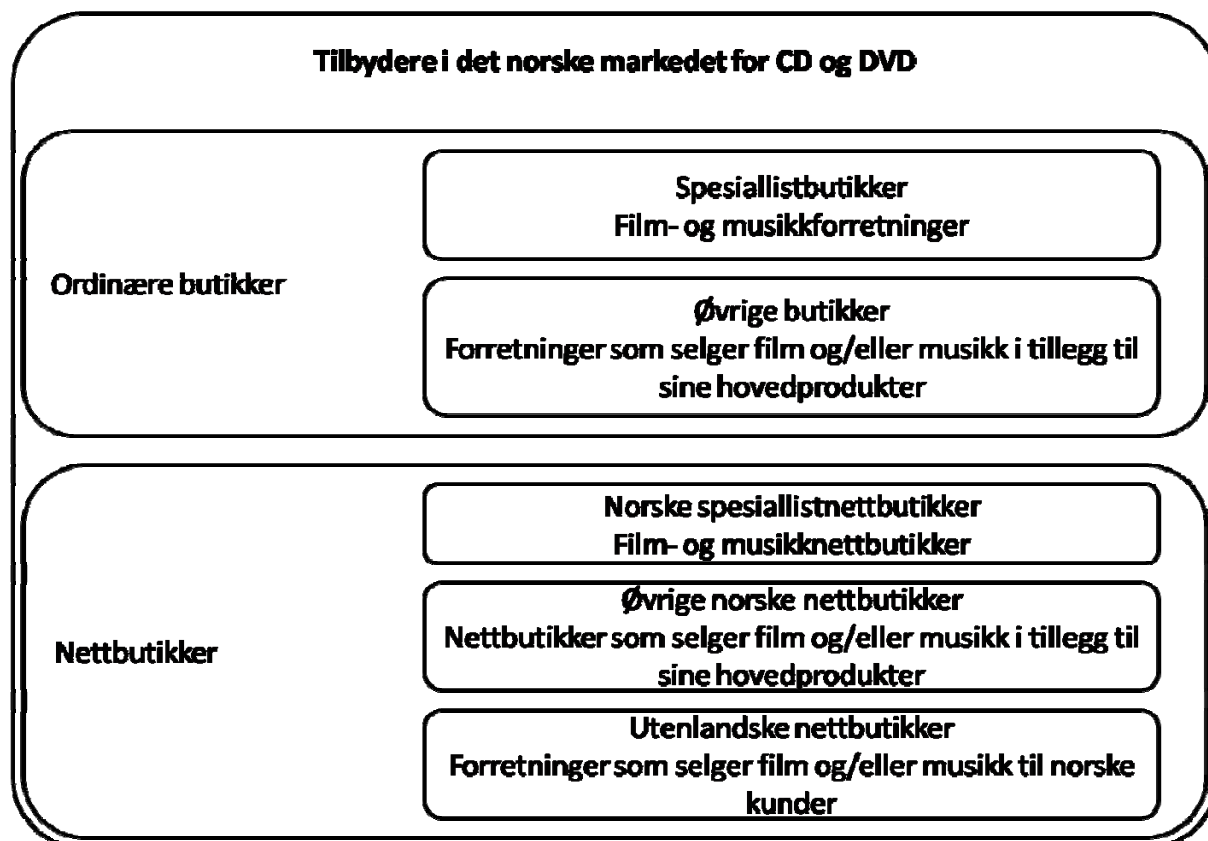 Tilbydere i det norske markedet for CD og DVD
Ordinære butikker
Spesiallistbutikker
Film- og musikkforretninger
Øvrige butikker
Forretninger som selger film og/eller musikk i tillegg til
sine hovedprodukter
Nettbutikker
Norske spesiallistnettbutikker
Film- og musikknettbutikker
Øvrige norske nettbutikker
Nettbutikker som selger film og/eller musikk i tillegg til
sine hovedprodukter
Utenlandske nettbutikker
Forretninger som selger film og/eller musikk til norske
kunder